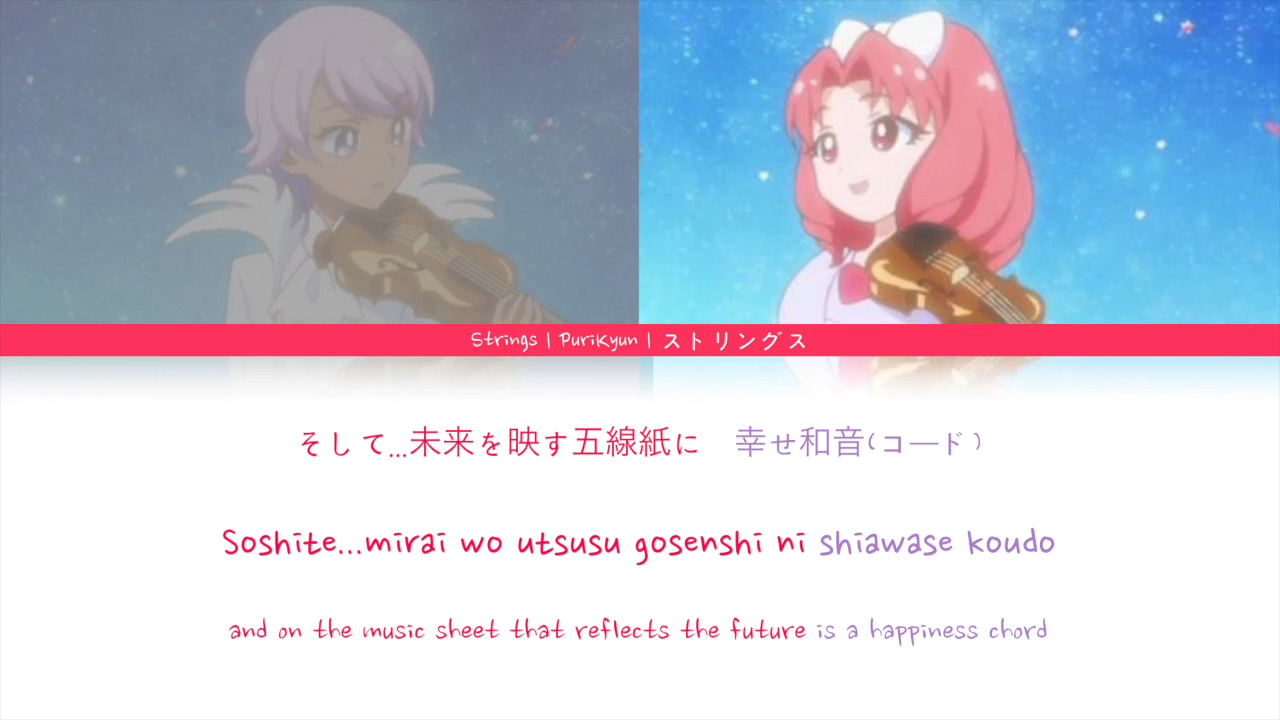 Strings | PuriKyun | ストリングス
そして...未来を映す五線紙に　幸せ和音(コード)
Soshite...mirai wo utsusu gosenshi ni shiawase koudo
and on the music sheet that reflects the future is a happiness chord